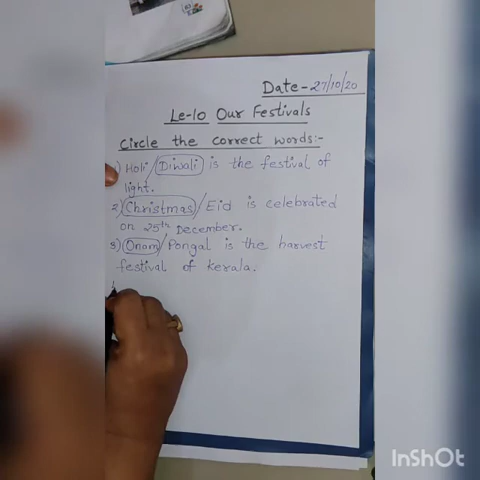 Date-27/10/20
Le-10 Our Festivals
Circle the correct words:-
1) Holi/Diwali is the festival of
light.
2) Christmas/Eid is celebrated
on 25th December.
3) Onam/Pongal is the harvest
festival of kerala.
InShOt